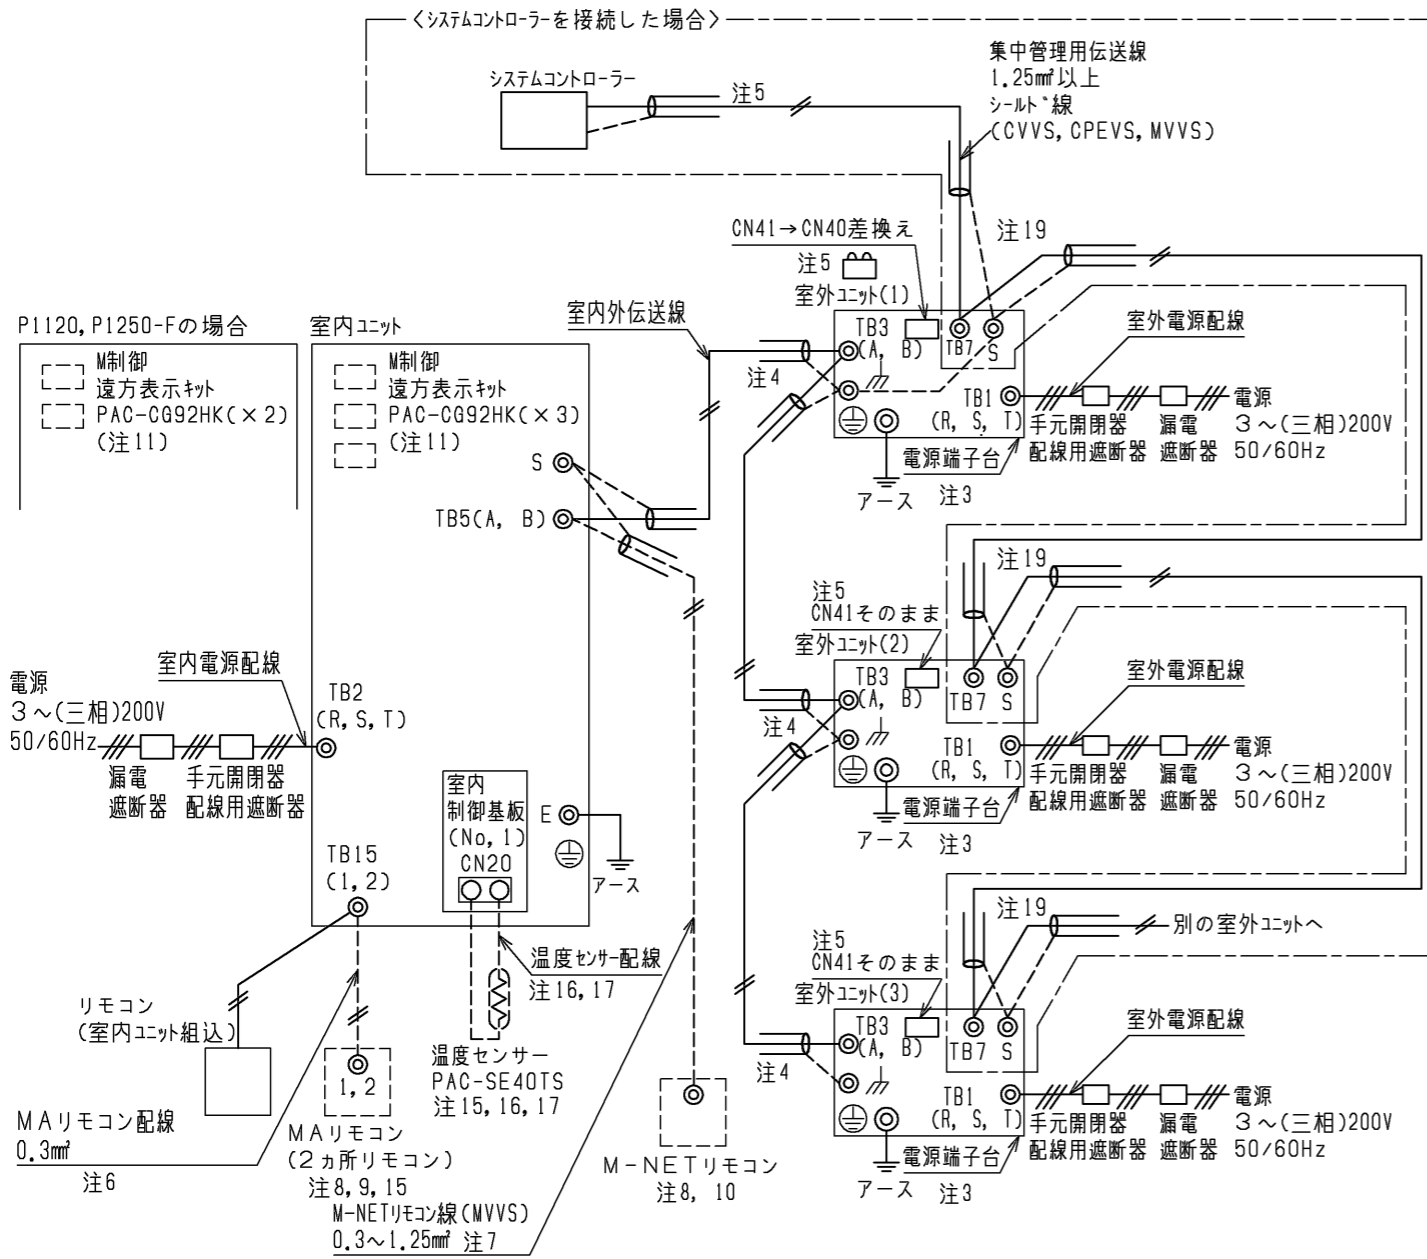 〈システムコントローラーを接続した場合〉
集中管理用伝送線
1.25㎟以上
シールド線
(CVVS, CPEVS, MVVS)
システムコントローラー
注5
注19
CN41→CN40差換え
注5
室外ユニット(1)
TB3
(A, B)
TB7 S
TB1
(R, S, T)
室外電源配線
手元開閉器
配線用遮断器
漏電
遮断器
電源
3～(三相)200V
50/60Hz
電源端子台
注3
アース
注4
室内外伝送線
P1120, P1250-Fの場合
M制御
遠方表示キット
PAC-CG92HK(×2)
(注11)
室内ユニット
M制御
遠方表示キット
PAC-CG92HK(×3)
(注11)
S
TB5(A, B)
注19
注5
CN41そのまま
室外ユニット(2)
TB3
(A, B)
TB7 S
TB1
(R, S, T)
室外電源配線
手元開閉器
配線用遮断器
漏電
遮断器
電源
3～(三相)200V
50/60Hz
電源端子台
注3
アース
注4
室内電源配線
電源
3～(三相)200V
50/60Hz
漏電
遮断器
手元開閉器
配線用遮断器
TB2
(R, S, T)
室内
制御基板
(No, 1)
CN20
E
アース
TB15
(1, 2)
温度センサー配線
注16, 17
リモコン
(室内ユニット組込)
1, 2
温度センサー
PAC-SE40TS
注15, 16, 17
MAリモコン配線
0.3㎟
注6
MAリモコン
(2ヵ所リモコン)
注8, 9, 15
M-NETリモコン線(MVVS)
0.3～1.25㎟ 注7
M-NETリモコン
注8, 10
注19
別の室外ユニットへ
注5
CN41そのまま
室外ユニット(3)
TB3
(A, B)
TB7 S
TB1
(R, S, T)
室外電源配線
手元開閉器
配線用遮断器
漏電
遮断器
電源
3～(三相)200V
50/60Hz
電源端子台
注3
アース
注4